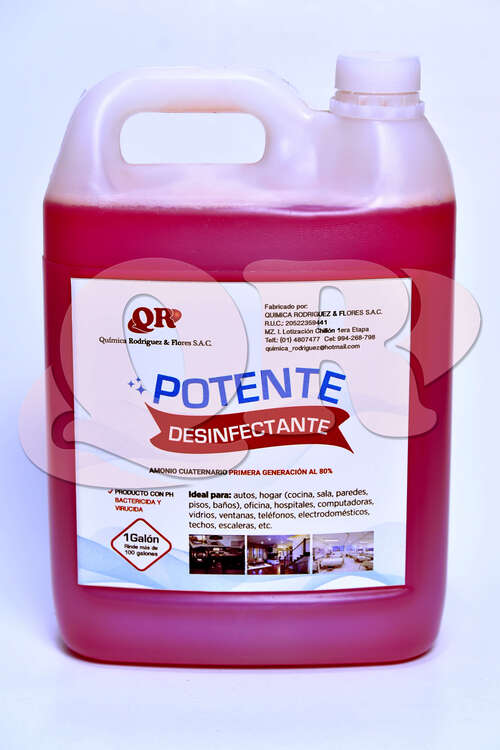 QR
Química Rodriguez & Flores S.A.C.
Fabricado por:
QUIMICA RODRIGUEZ & FLORES S.A.C.
R.U.C.; 20522359441
MZ. I. Lotización Chillón 1era Etapa
Telf.: (01) 4807477 Cel: 994-268-798
quimica_rodriguez@hotmail.com
POTENTE
DESINFECTANTE
AMONIO CUATERNARIO PRIMERA GENERACIÓN AL 80%
PRODUCTO CON PH
BACTERICIDA Y
VIRUCIDA
1Galón
Rinde más de
100 galones
Ideal para: autos, hogar (cocina, sala, paredes,
pisos, baños), oficina, hospitales, computadoras,
vidrios, ventanas, teléfonos, electrodomésticos,
techos, escaleras, etc.
QR